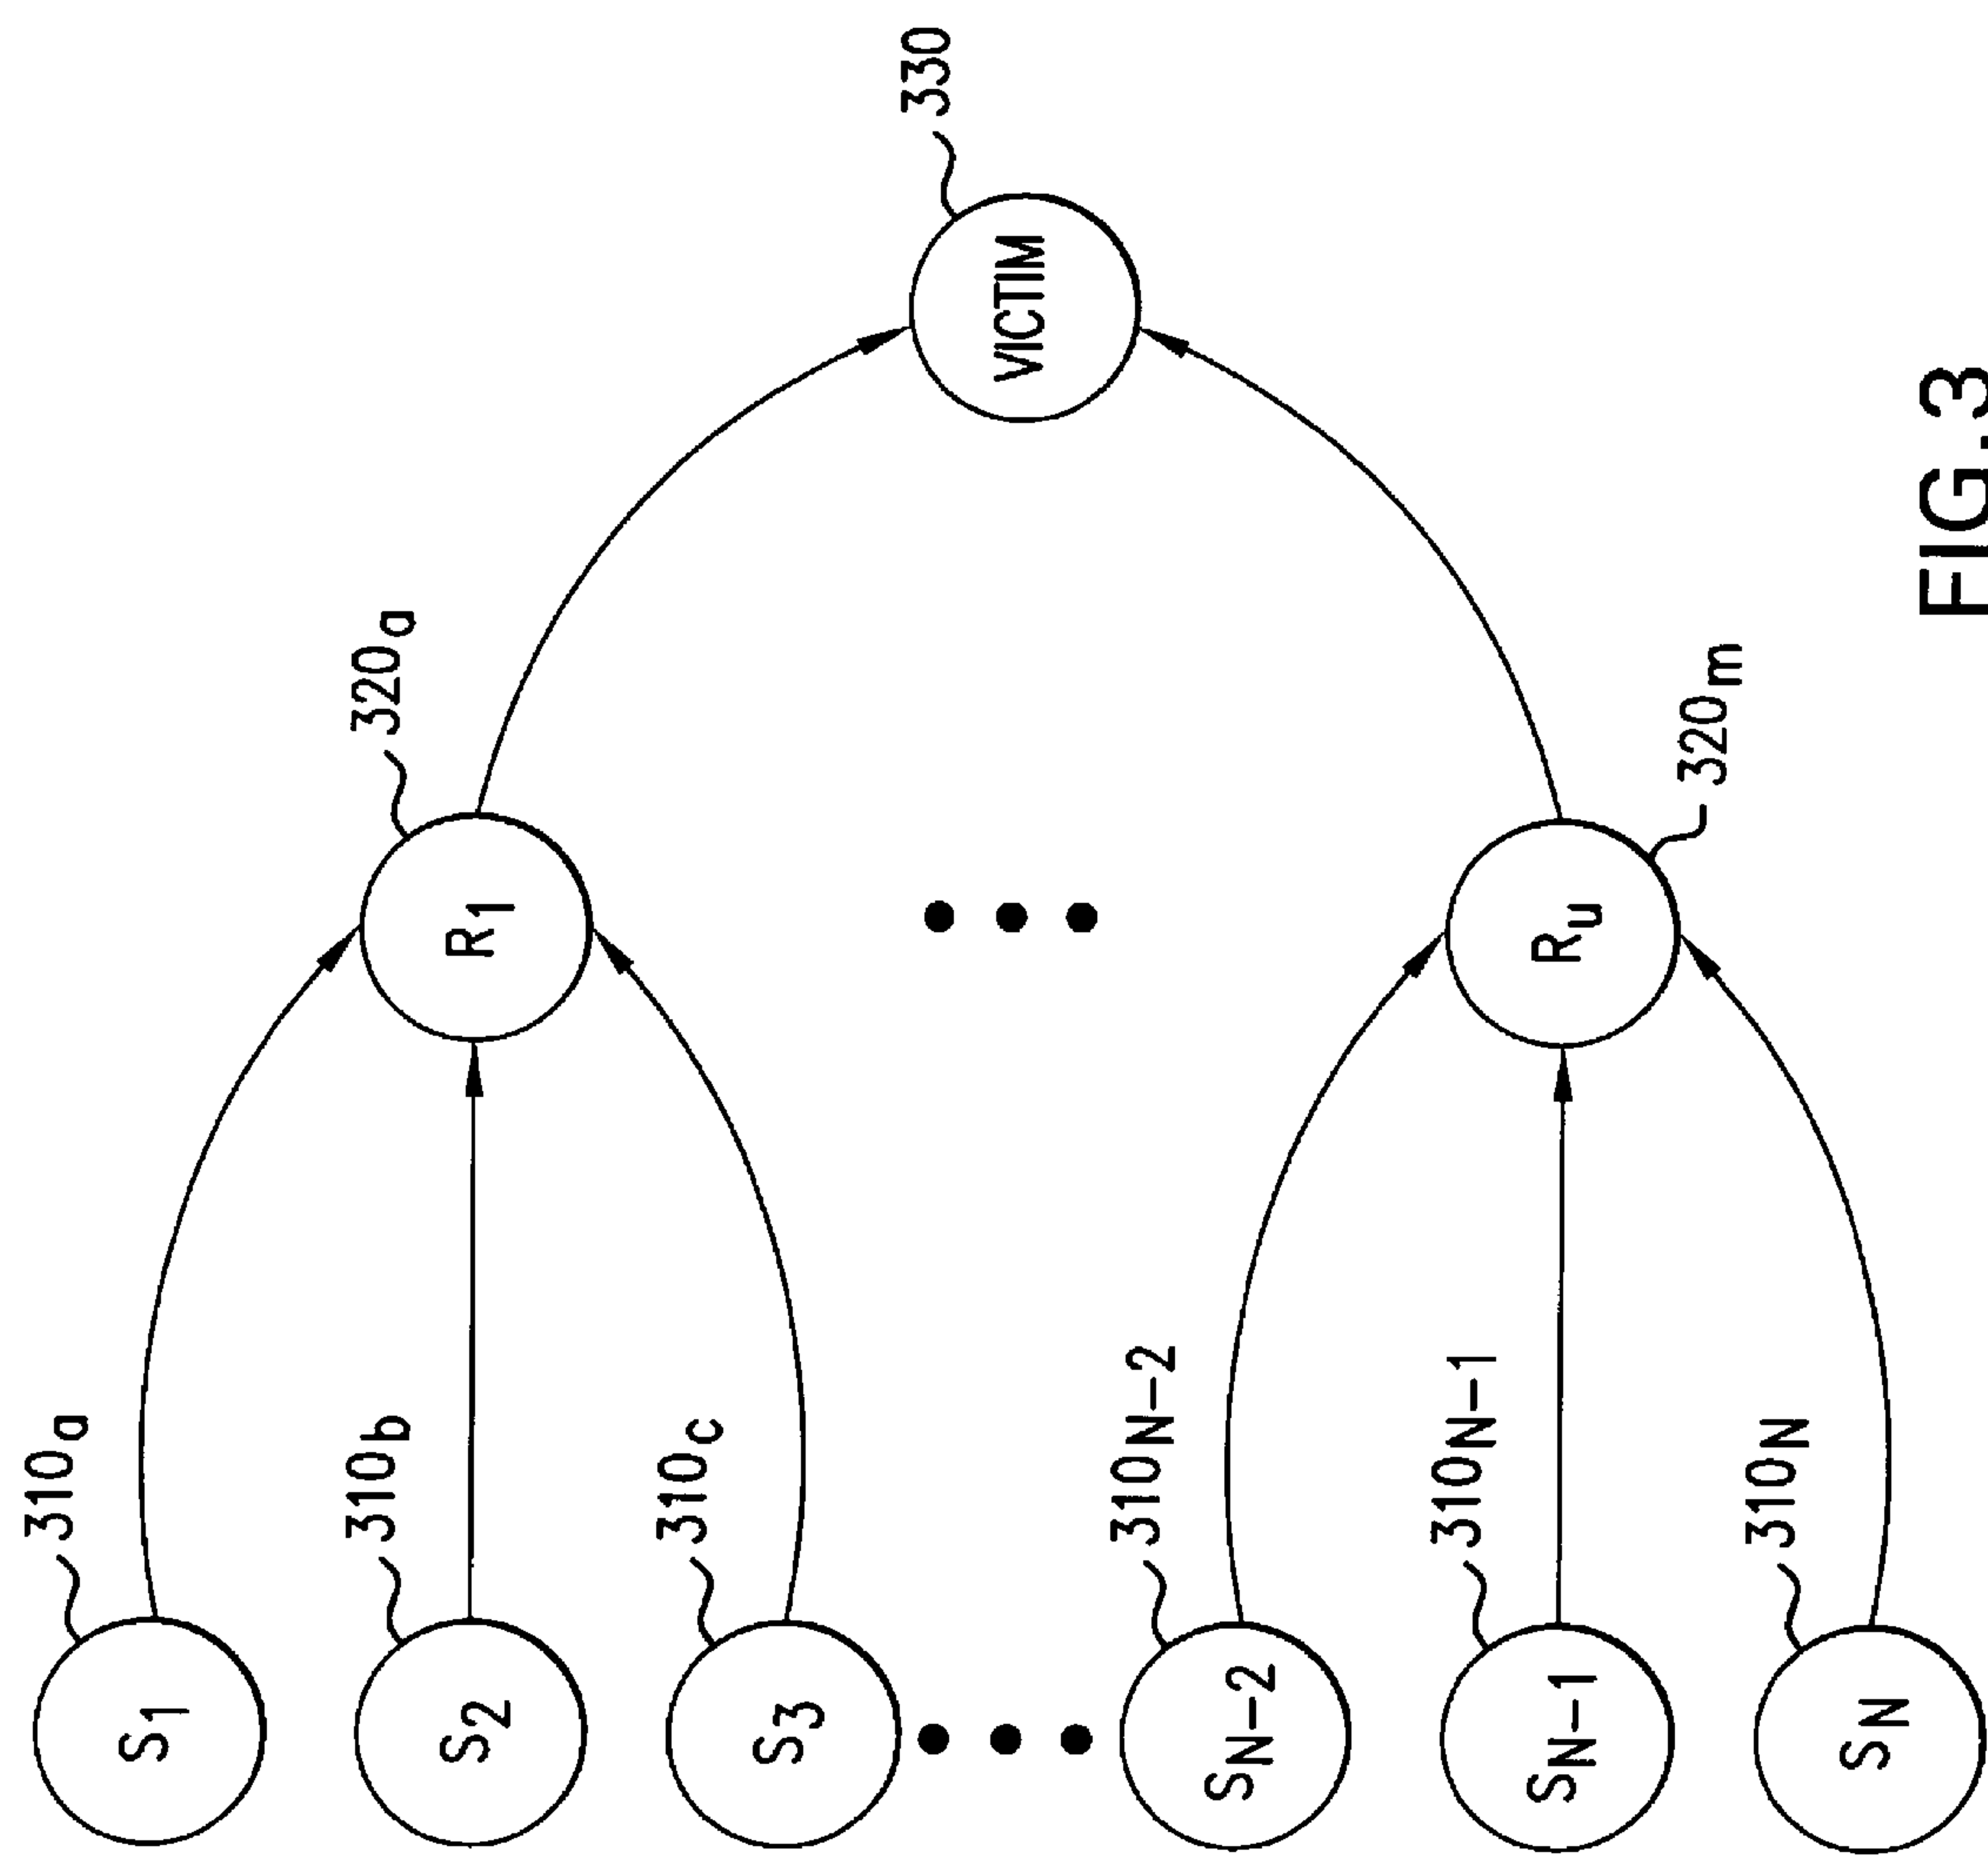 310a
S1
310b
S2
310c
S3
310N-2
SN-2
310N-1
SN-1
310N
SN
320a
R1
320m
Ru
330
VICTIM
FIG.3